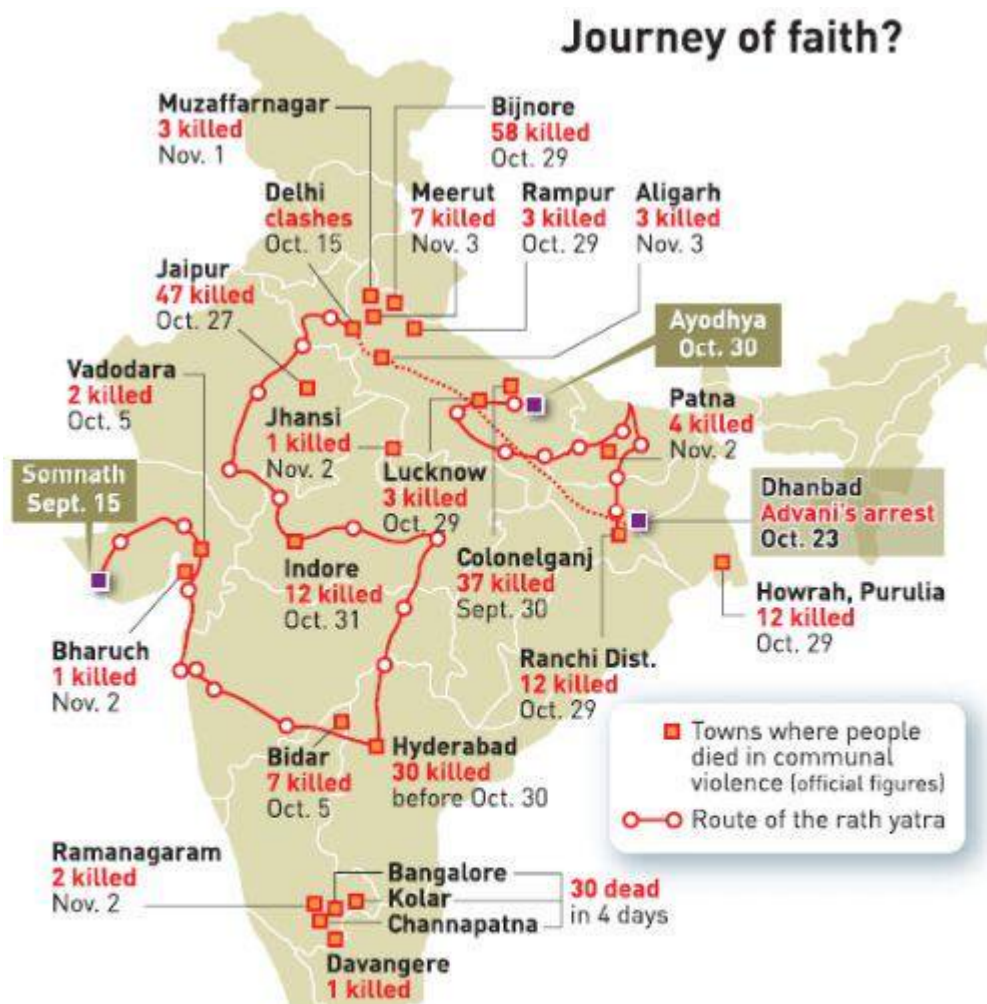 Journey of faith?
Muzaffarnagar
3 killed
Nov. 1
Bijnore
58 killed
Oct. 29
Delhi
clashes
Oct. 15
Meerut
7 killed
Nov. 3
Rampur
3 killed
Oct. 29
Aligarh
3 killed
Nov. 3
Jaipur
47 killed
Oct. 27
Ayodhya
Oct. 30
Vadodara
2 killed
Oct. 5
Jhansi
1 killed
Nov. 2
Patna
4 killed
Nov. 2
Somnath
Sept. 15
Lucknow
3 killed
Oct. 29
Dhanbad
Advani's arrest
Oct. 23
Indore
12 killed
Oct. 31
Colonelganj
37 killed
Sept. 30
Howrah, Purulia
12 killed
Oct. 29
Bharuch
1 killed
Nov. 2
Ranchi Dist.
12 killed
Oct. 29
Bidar
7 killed
Oct. 5
Hyderabad
30 killed
before Oct. 30
Towns where people
died in communal
violence (official figures)
Route of the rath yatra
Ramanagaram
2 killed
Nov. 2
Bangalore
Kolar
Channapatna
30 dead
in 4 days
Davangere
1 killed